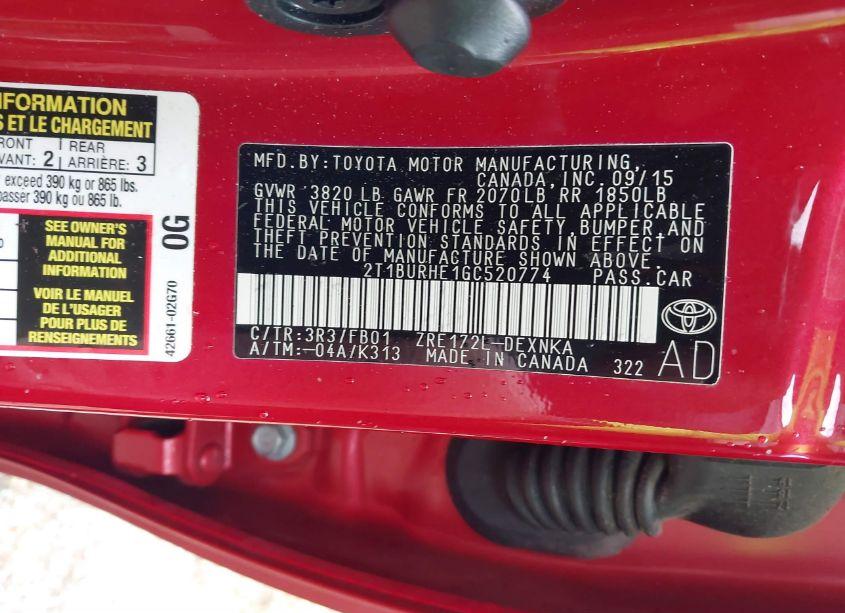 INFORMATION
S ET LE CHARGEMENT
FRONT
VANT: 2
REAR
ARRIÈRE: 3
exceed 390 kg or 865 lbs.
passer 390 kg ou 865 lb.
SEE OWNER'S
MANUAL FOR
ADDITIONAL
INFORMATION
VOIR LE MANUEL
DE L'USAGER
POUR PLUS DE
RENSEIGNEMENTS
0G
42661-02G70
MFD.BY:TOYOTA MOTOR MANUFACTURING,
CANADA, INC. 09/15
GVWR 3820 LB GAWR FR 2070LB, RR 1850LB
THIS VEHICLE CONFORMS TO ALL APPLICABLE
FEDERAL MOTOR VEHICLE SAFETY,BUMPER,AND
THEFT PREVENTION STANDARDS IN EFFECT ON
THE DATE OF MANUFACTURE SHOWN ABOVE.
2T1BURHE1GC520774 PASS.CAR
C/TR:3R3/FB01 ZRE172L-DEXNKA
A/TM:-04A/K313 MADE IN CANADA 322
AD